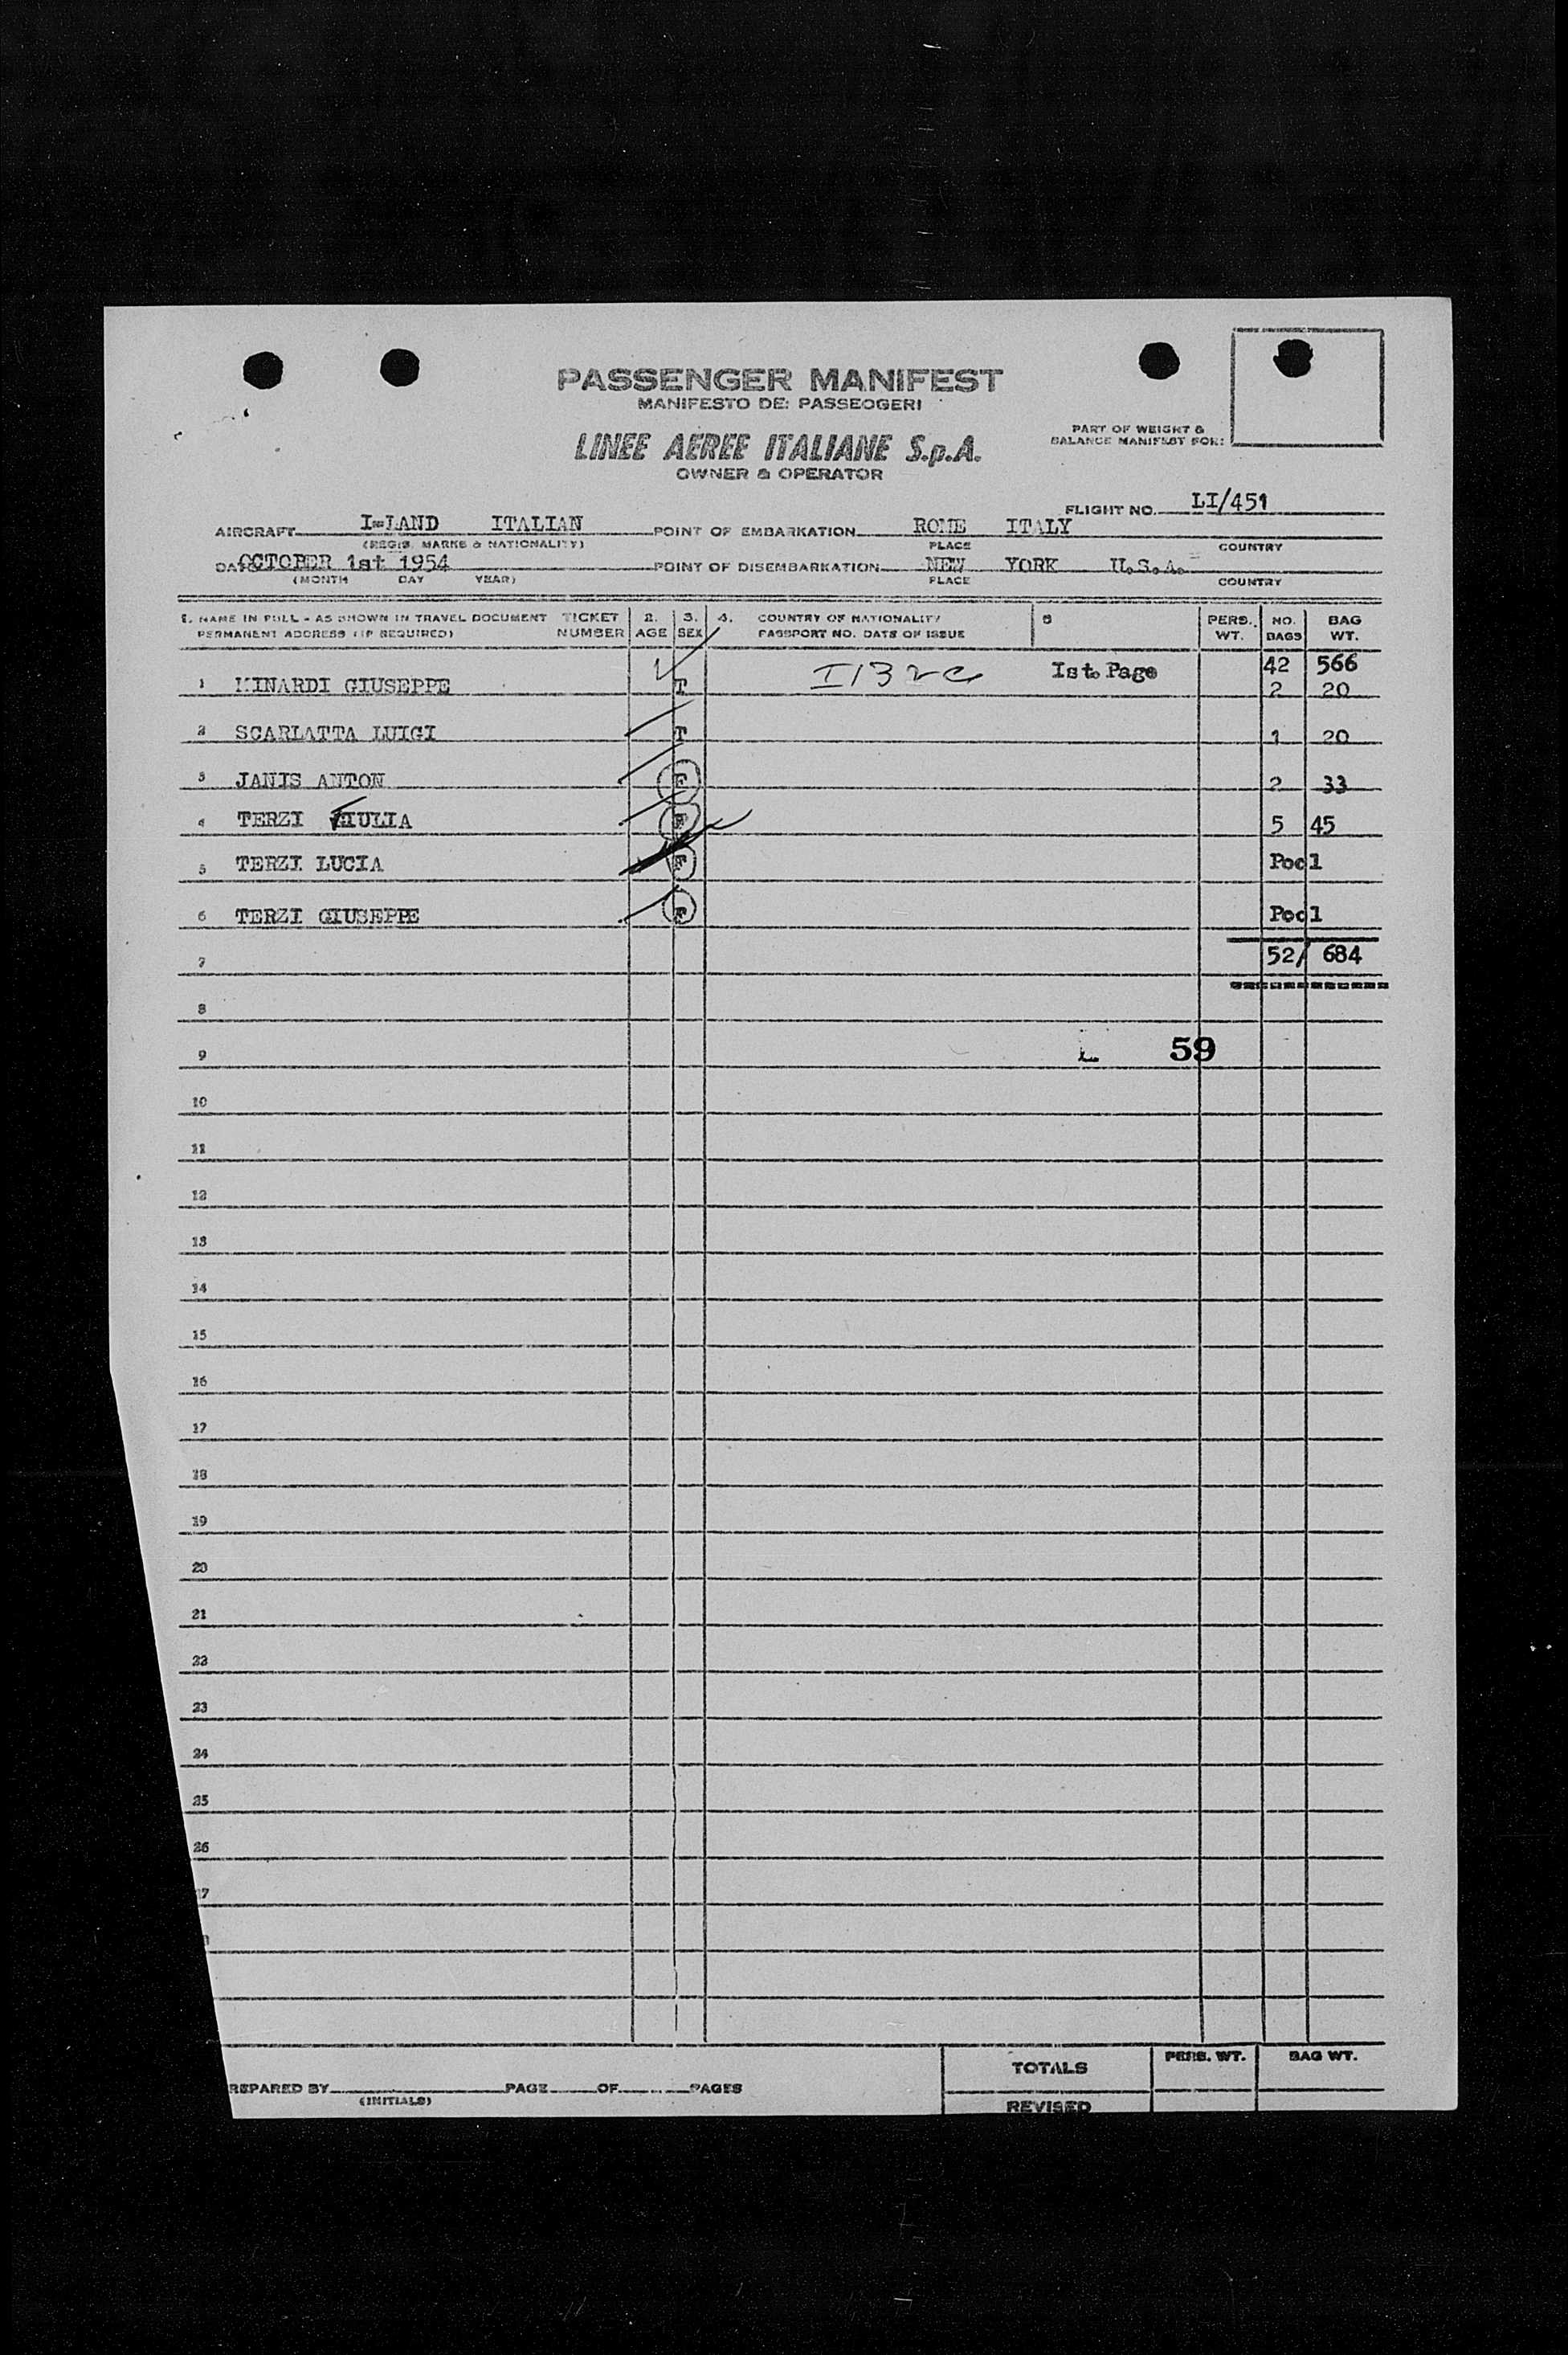 PASSENGER MANIFEST
MANIFESTO DEI PASSEOGERI
LINEE AEREE ITALIANE S.p.A.
OWNER & OPERATOR
PART OF WEIGHT &
BALANCE MANIFEST FOR:
FLIGHT NO. LI/451
AIRCRAFT I-LAND ITALIAN POINT OF EMBARKATION ROME ITALY
(REGIS. MARKS & NATIONALITY) PLACE COUNTRY
OCTOBER 1st 1954 POINT OF DISEMBARKATION NEW YORK U.S.A.
(MONTH DAY YEAR) PLACE COUNTRY
1. NAME IN FULL - AS SHOWN IN TRAVEL DOCUMENT TICKET 2. 3. 4. COUNTRY OF NATIONALITY 5 PERS. NO. BAG
PERMANENT ADDRESS (IF REQUIRED) NUMBER AGE SEX PASSPORT NO. DATE OF ISSUE WT. BAGS WT.
Ist. Page 42 566
1 MINARDI GIUSEPPE T 2 20
2 SCARLATTA LUIGI T 1 20
3 JANIS ANTON F 2 33
4 TERZI GIULIA F 5 45
5 TERZI LUCIA F Pool
6 TERZI GIUSEPPE F Pool
7 52/ 684
8
9 59
10
11
12
13
14
15
16
17
18
19
20
21
22
23
24
25
26
7
REPARED BY PAGE OF PAGES TOTALS PERS. WT. BAG WT.
(INITIALS) REVISED